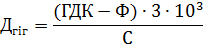 Дгіг = (ГДК − Ф) · 3 · 10³ / С